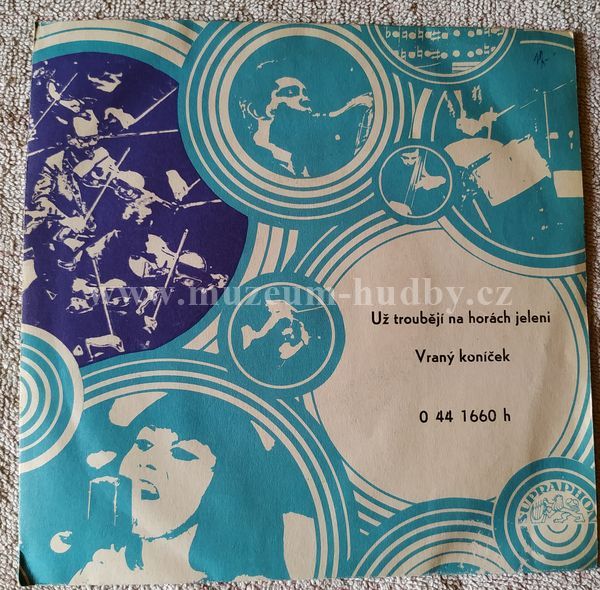 www.muzeum-hudby.cz
Už troubějí na horách jeleni
Vraný koníček
0 44 1660 h
SUPRAPHON